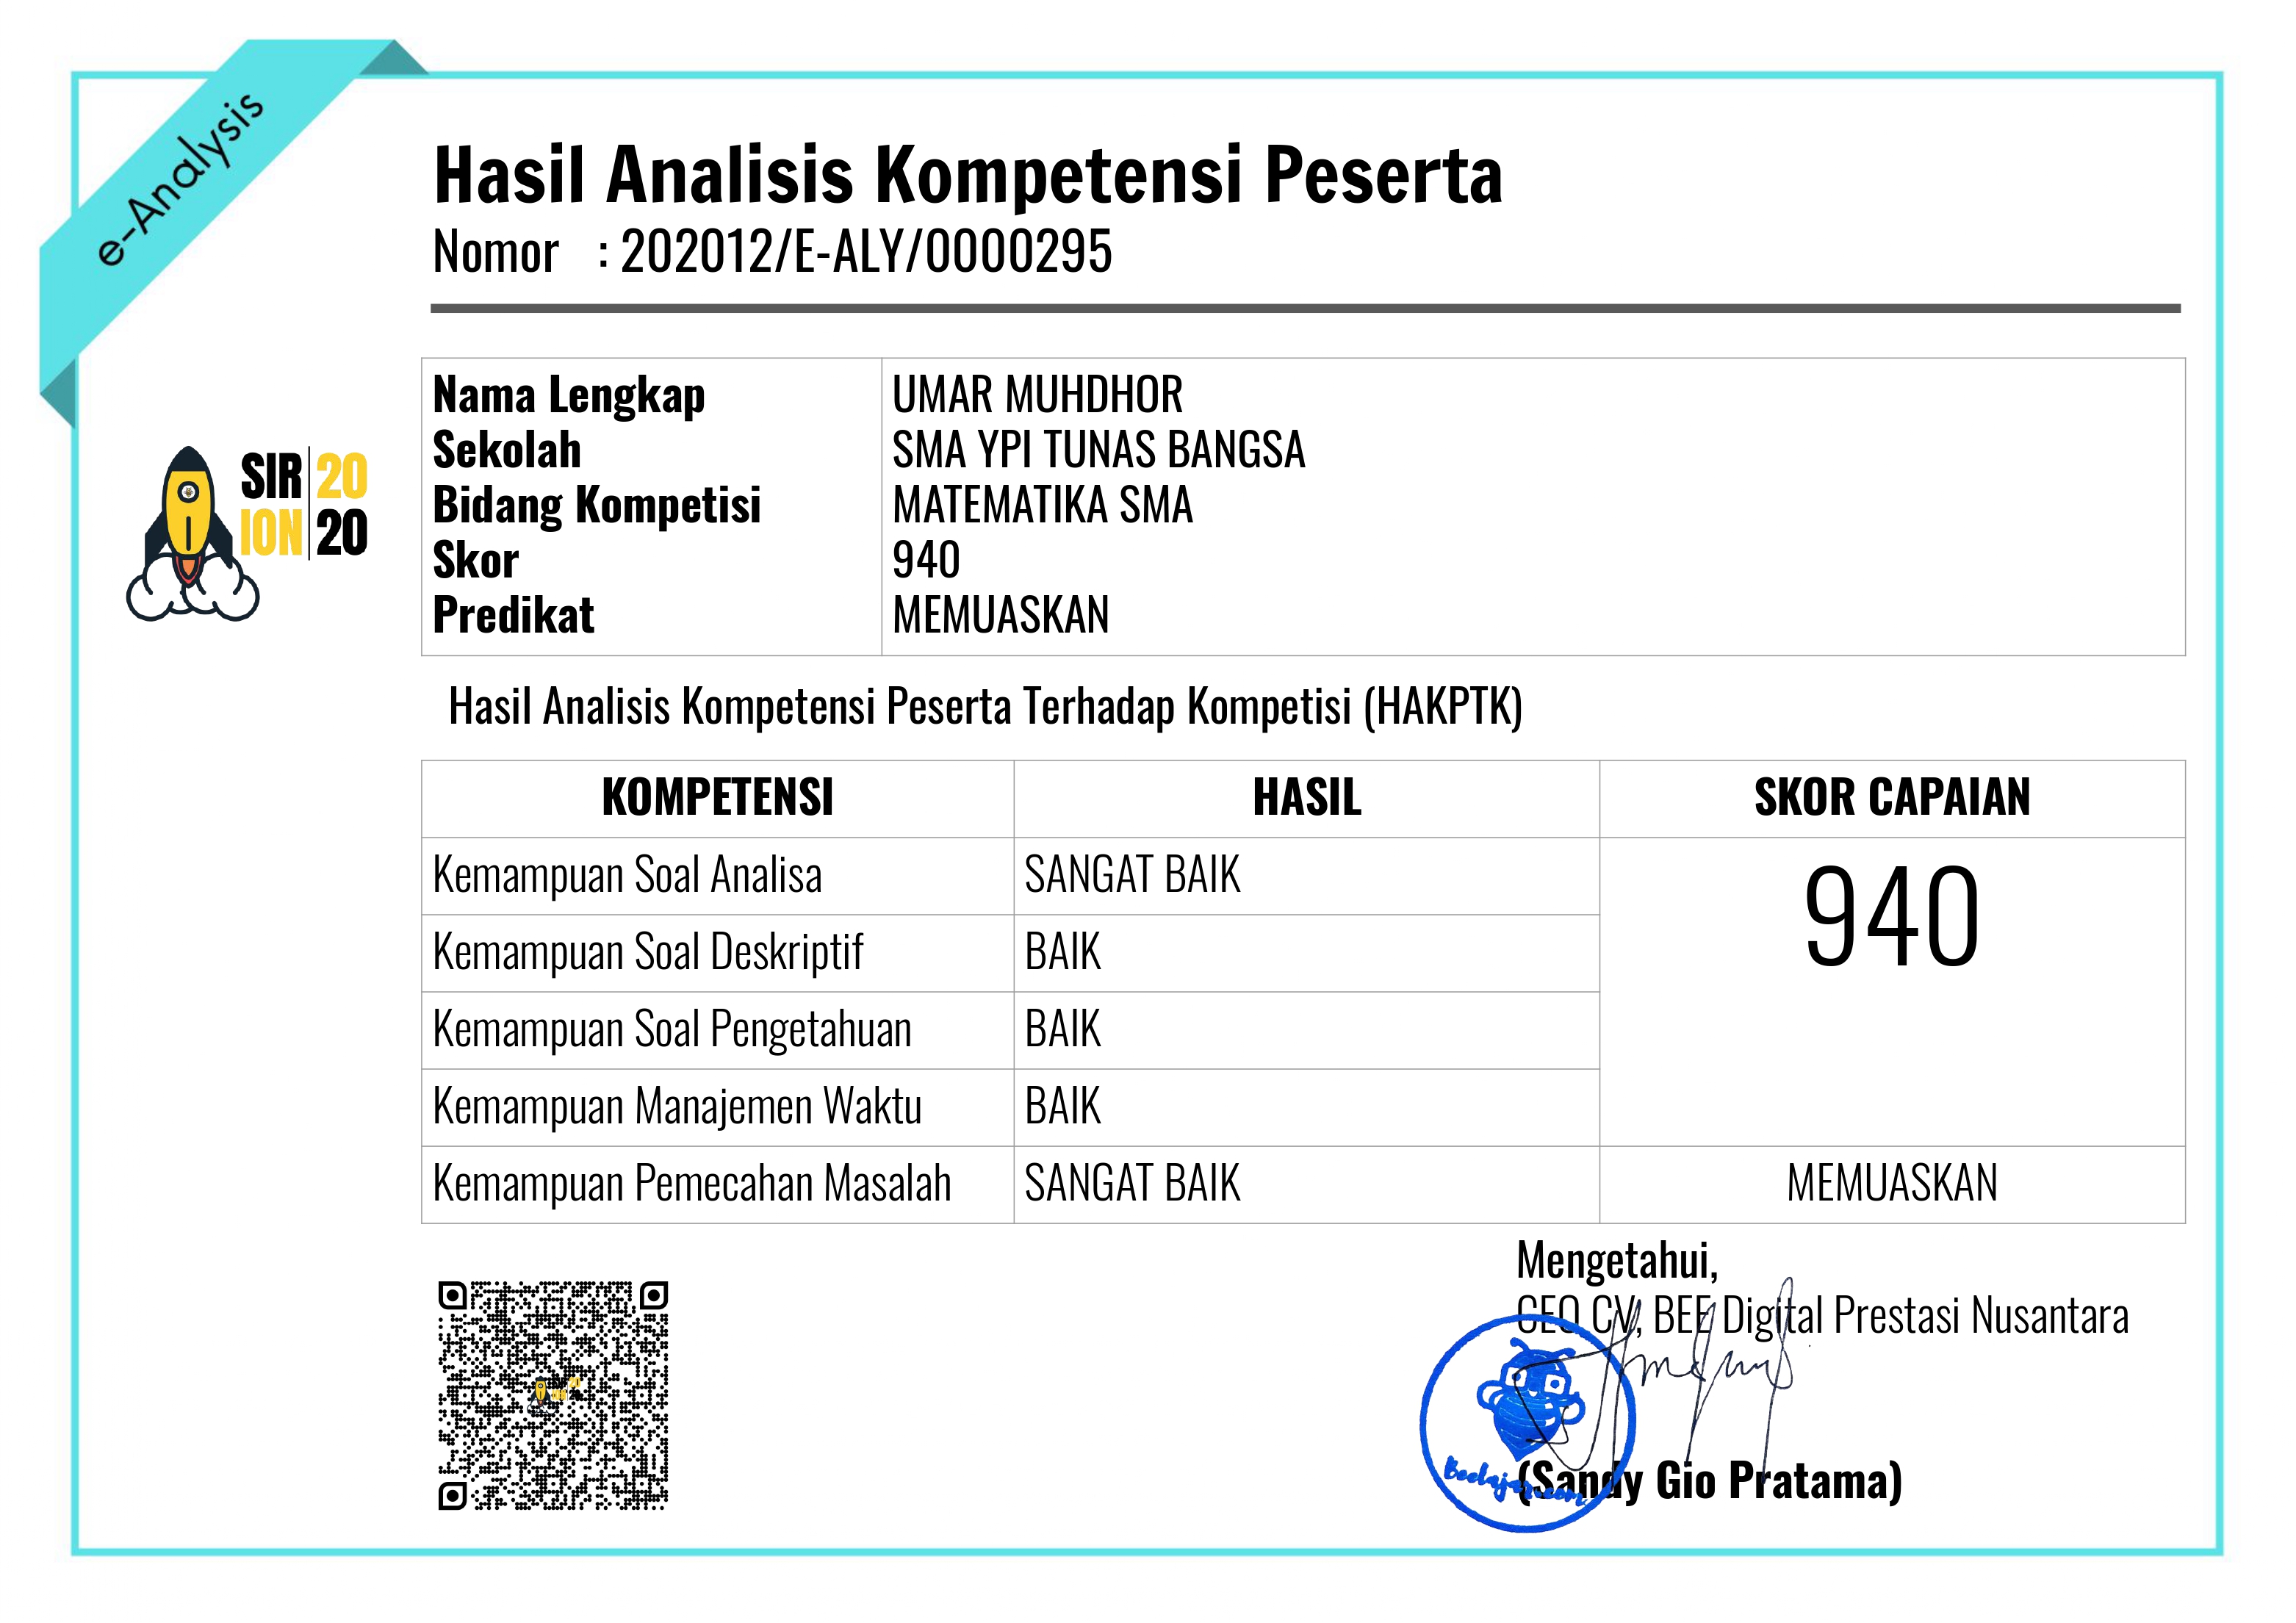 e-Analysis
Hasil Analisis Kompetensi Peserta
Nomor : 202012/E-ALY/0000295
SIR 20
ION 20
Nama Lengkap UMAR MUHDHOR
Sekolah SMA YPI TUNAS BANGSA
Bidang Kompetisi MATEMATIKA SMA
Skor 940
Predikat MEMUASKAN
Hasil Analisis Kompetensi Peserta Terhadap Kompetisi (HAKPTK)
KOMPETENSI HASIL SKOR CAPAIAN
Kemampuan Soal Analisa SANGAT BAIK 940
Kemampuan Soal Deskriptif BAIK
Kemampuan Soal Pengetahuan BAIK
Kemampuan Manajemen Waktu BAIK
Kemampuan Pemecahan Masalah SANGAT BAIK MEMUASKAN
Mengetahui,
CEO CV, BEE Digital Prestasi Nusantara
Beelajar.com
(Sandy Gio Pratama)